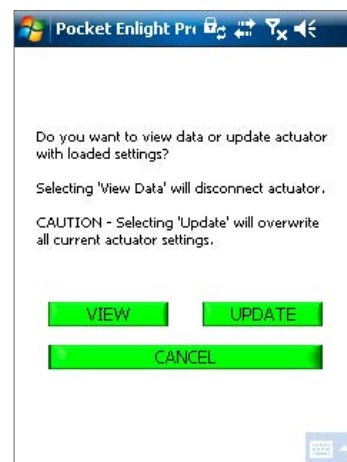 Pocket Enlight Pr
Do you want to view data or update actuator
with loaded settings?
Selecting 'View Data' will disconnect actuator.
CAUTION - Selecting 'Update' will overwrite
all current actuator settings.
VIEW UPDATE
CANCEL